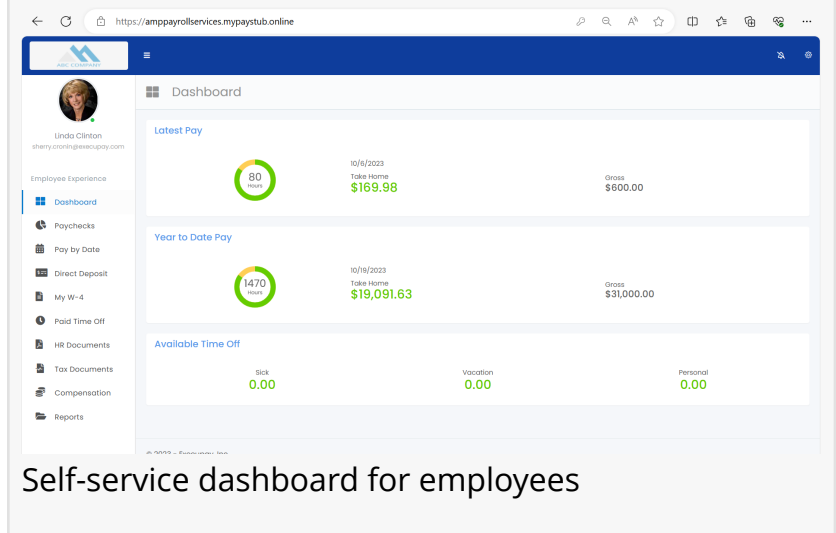 https://amppayrollservices.mypaystub.online
ABC COMPANY
Dashboard
Linda Clinton
sherry.cronin@execupay.com
Employee Experience
Dashboard
Paychecks
Pay by Date
Direct Deposit
My W-4
Paid Time Off
HR Documents
Tax Documents
Compensation
Reports
Latest Pay
80
Hours
10/6/2023
Take Home
$169.98
Gross
$600.00
Year to Date Pay
1470
Hours
10/19/2023
Take Home
$19,091.63
Gross
$31,000.00
Available Time Off
Sick
0.00
Vacation
0.00
Personal
0.00
© 2023 - Execupay, Inc.
Self-service dashboard for employees